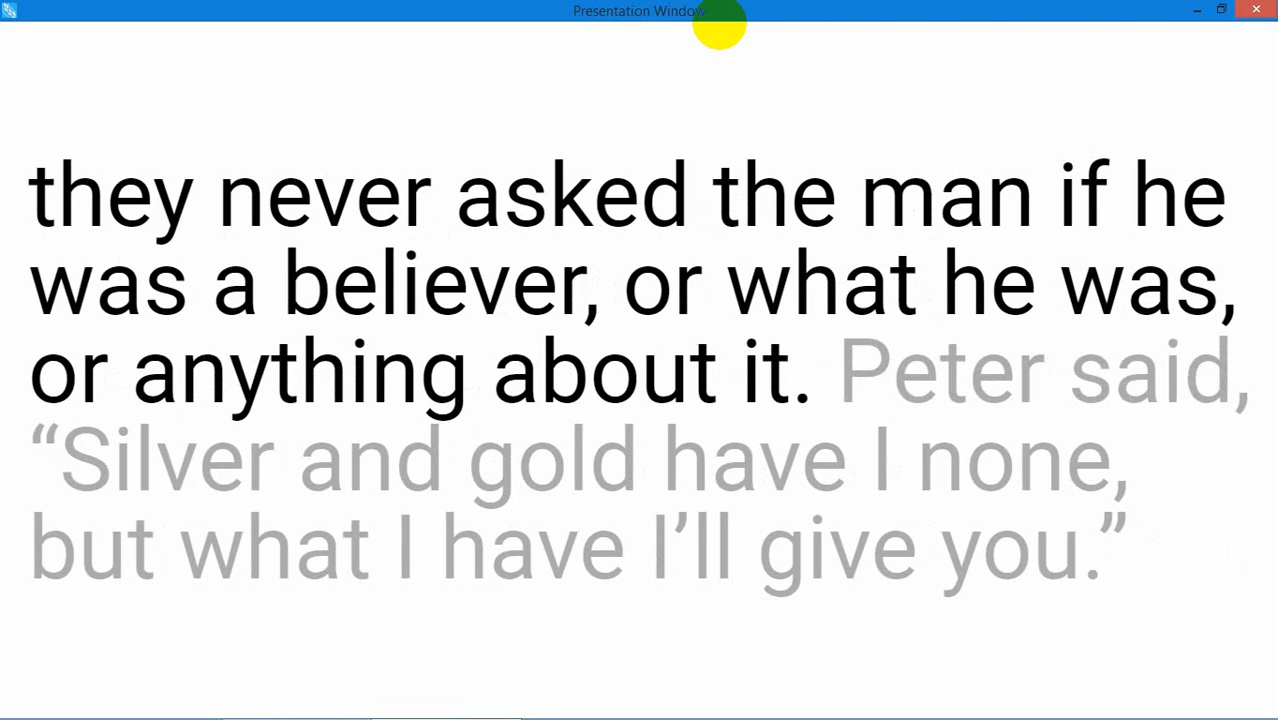 Presentation Window
they never asked the man if he
was a believer, or what he was,
or anything about it. Peter said,
“Silver and gold have I none,
but what I have I’ll give you.”